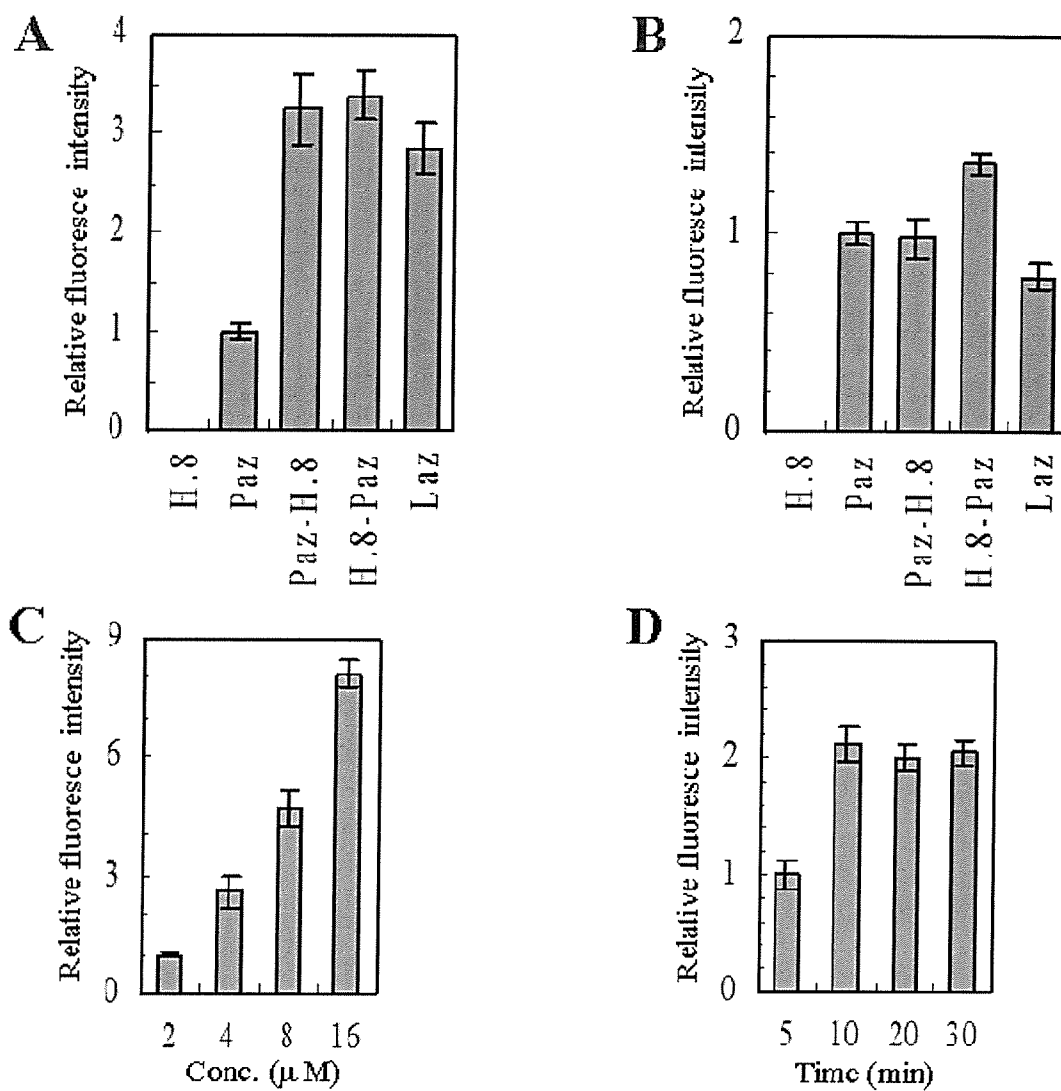 A
Relative fluoresce intensity
4
3
2
1
0
H.8
Paz
Paz-H.8
H.8-Paz
Laz
B
Relative fluoresce intensity
2
1
0
H.8
Paz
Paz-H.8
H.8-Paz
Laz
C
Relative fluoresce intensity
9
6
3
0
2 4 8 16
Conc. (μ M)
D
Relative fluoresce intensity
3
2
1
0
5 10 20 30
Time (min)